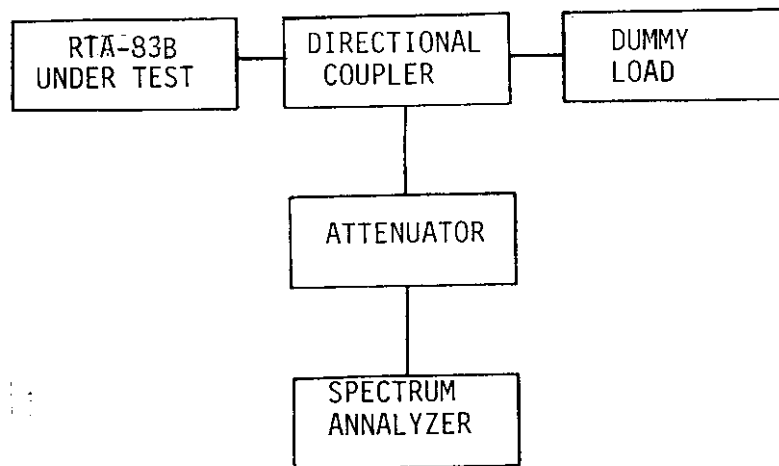 RTA-83B
UNDER TEST
DIRECTIONAL
COUPLER
DUMMY
LOAD
ATTENUATOR
SPECTRUM
ANNALYZER